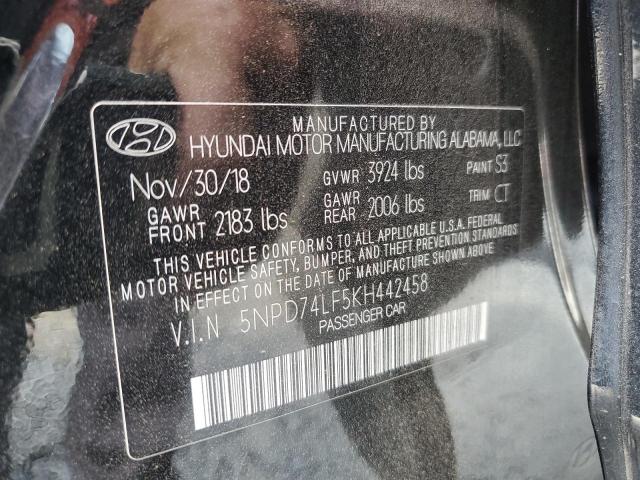 MANUFACTURED BY
HYUNDAI MOTOR MANUFACTURING ALABAMA, LLC
Nov/30/18 GVWR 3924 lbs PAINT S3
GAWR FRONT 2183 lbs GAWR REAR 2006 lbs TRIM CT
THIS VEHICLE CONFORMS TO ALL APPLICABLE U.S.A. FEDERAL
MOTOR VEHICLE SAFETY, BUMPER, AND THEFT PREVENTION STANDARDS
IN EFFECT ON THE DATE OF MANUFACTURE SHOWN ABOVE.
V.I.N 5NPD74LF5KH442458
PASSENGER CAR